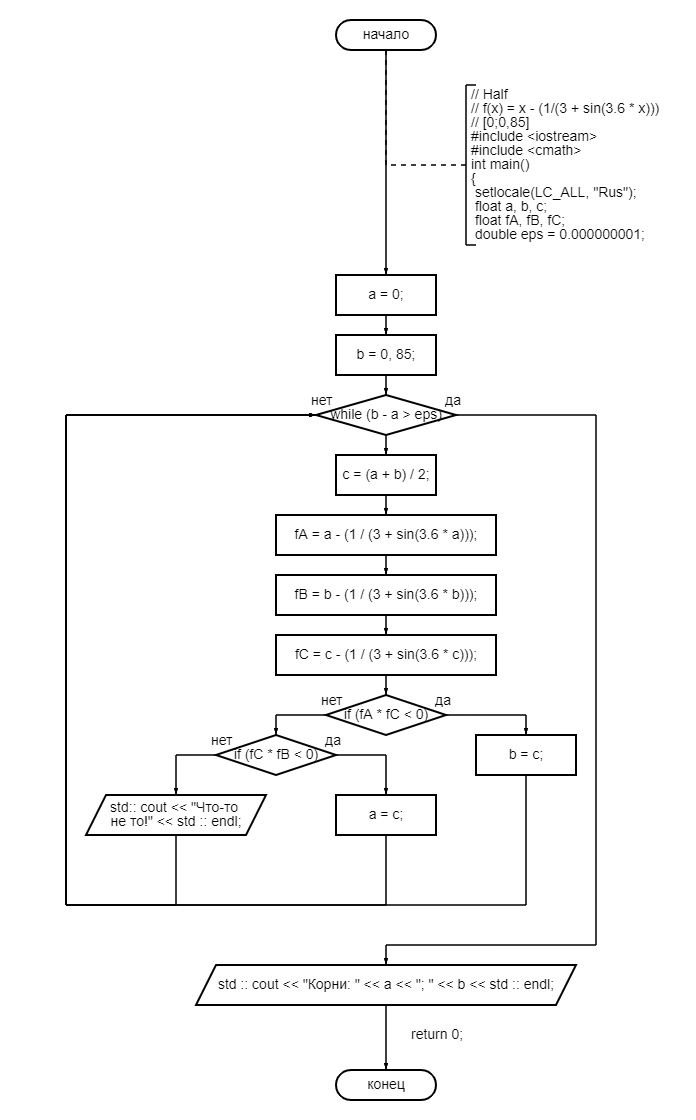 начало
// Half
// f(x) = x - (1/(3 + sin(3.6 * x)))
// [0;0,85]
#include <iostream>
#include <cmath>
int main()
{
setlocale(LC_ALL, "Rus");
float a, b, c;
float fA, fB, fC;
double eps = 0.000000001;
a = 0;
b = 0, 85;
нет
да
while (b - a > eps)
c = (a + b) / 2;
fA = a - (1 / (3 + sin(3.6 * a)));
fB = b - (1 / (3 + sin(3.6 * b)));
fC = c - (1 / (3 + sin(3.6 * c)));
нет
да
if (fA * fC < 0)
нет
да
if (fC * fB < 0)
b = c;
std:: cout << "Что-то
не то!" << std :: endl;
a = c;
std :: cout << "Корни: " << a << "; " << b << std :: endl;
return 0;
конец